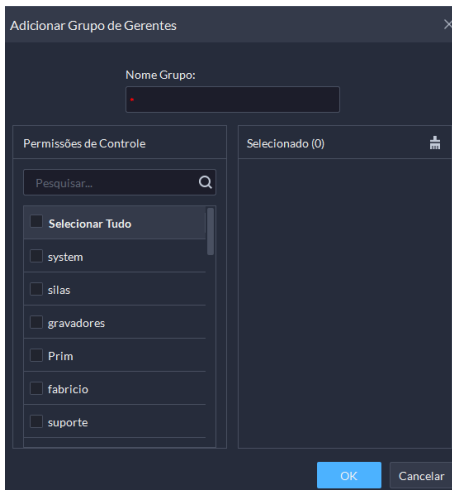 Adicionar Grupo de Gerentes
Nome Grupo:
*
Permissões de Controle
Pesquisar...
Selecionar Tudo
system
silas
gravadores
Prim
fabricio
suporte
Selecionado (0)
OK
Cancelar